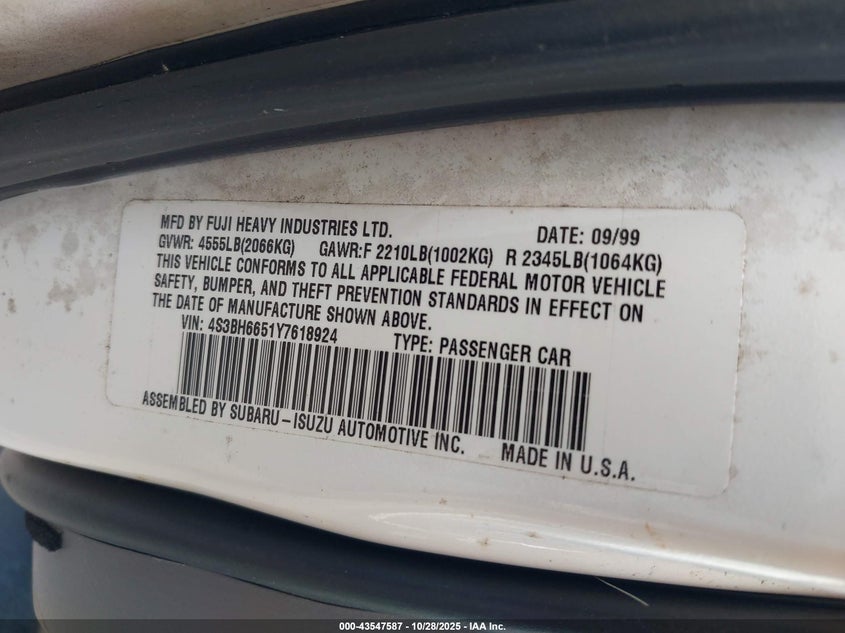 MFD BY FUJI HEAVY INDUSTRIES LTD. DATE: 09/99
GVWR: 4555LB(2066KG) GAWR:F 2210LB(1002KG) R 2345LB(1064KG)
THIS VEHICLE CONFORMS TO ALL APPLICABLE FEDERAL MOTOR VEHICLE
SAFETY, BUMPER, AND THEFT PREVENTION STANDARDS IN EFFECT ON
THE DATE OF MANUFACTURE SHOWN ABOVE.
VIN: 4S3BH6651Y7618924 TYPE: PASSENGER CAR
ASSEMBLED BY SUBARU-ISUZU AUTOMOTIVE INC. MADE IN U.S.A.
000-43547587 - 10/28/2025 - IAA Inc.